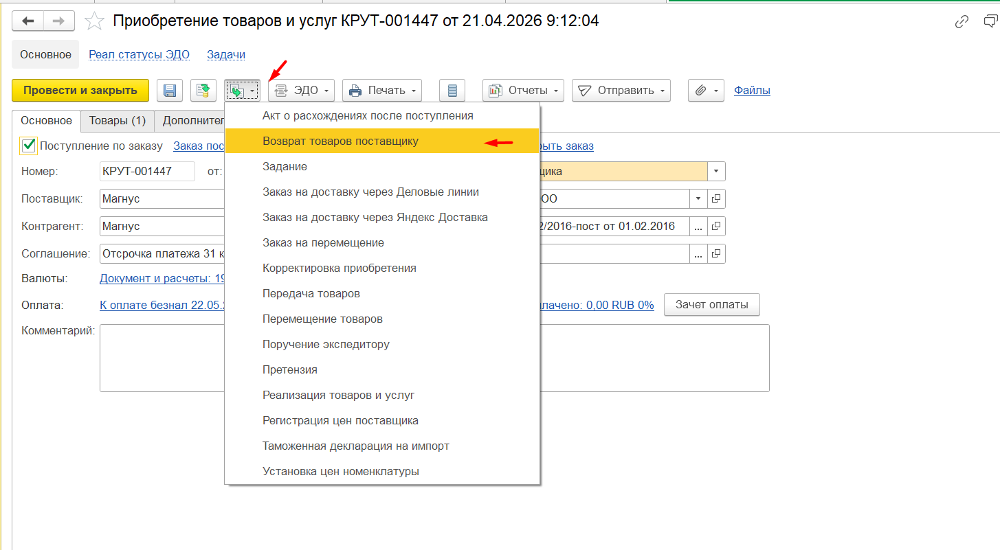 Приобретение товаров и услуг КРУТ-001447 от 21.04.2026 9:12:04
Основное Реал статусы ЭДО Задачи
Провести и закрыть ЭДО Печать Отчеты Отправить Файлы
Основное Товары (1) Дополнител
Поступление по заказу Заказ пос рыть заказ
Номер: КРУТ-001447 от: щика
Поставщик: Магнус ОО
Контрагент: Магнус 2/2016-пост от 01.02.2016 ...
Соглашение: Отсрочка платежа 31 к ...
Валюты: Документ и расчеты: 19
Оплата: К оплате безнал 22.05. лачено: 0,00 RUB 0% Зачет оплаты
Комментарий:
Акт о расхождениях после поступления
Возврат товаров поставщику
Задание
Заказ на доставку через Деловые линии
Заказ на доставку через Яндекс Доставка
Заказ на перемещение
Корректировка приобретения
Передача товаров
Перемещение товаров
Поручение экспедитору
Претензия
Реализация товаров и услуг
Регистрация цен поставщика
Таможенная декларация на импорт
Установка цен номенклатуры